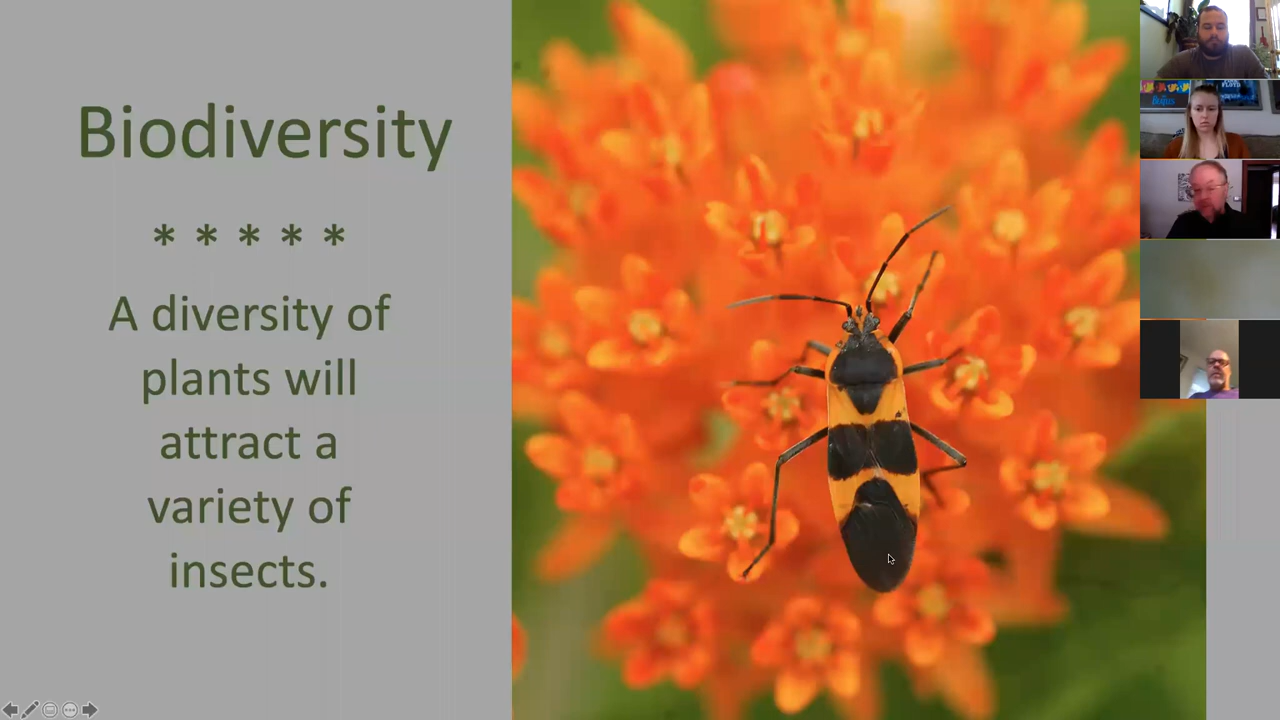 Biodiversity
* * * * *
A diversity of
plants will
attract a
variety of
insects.